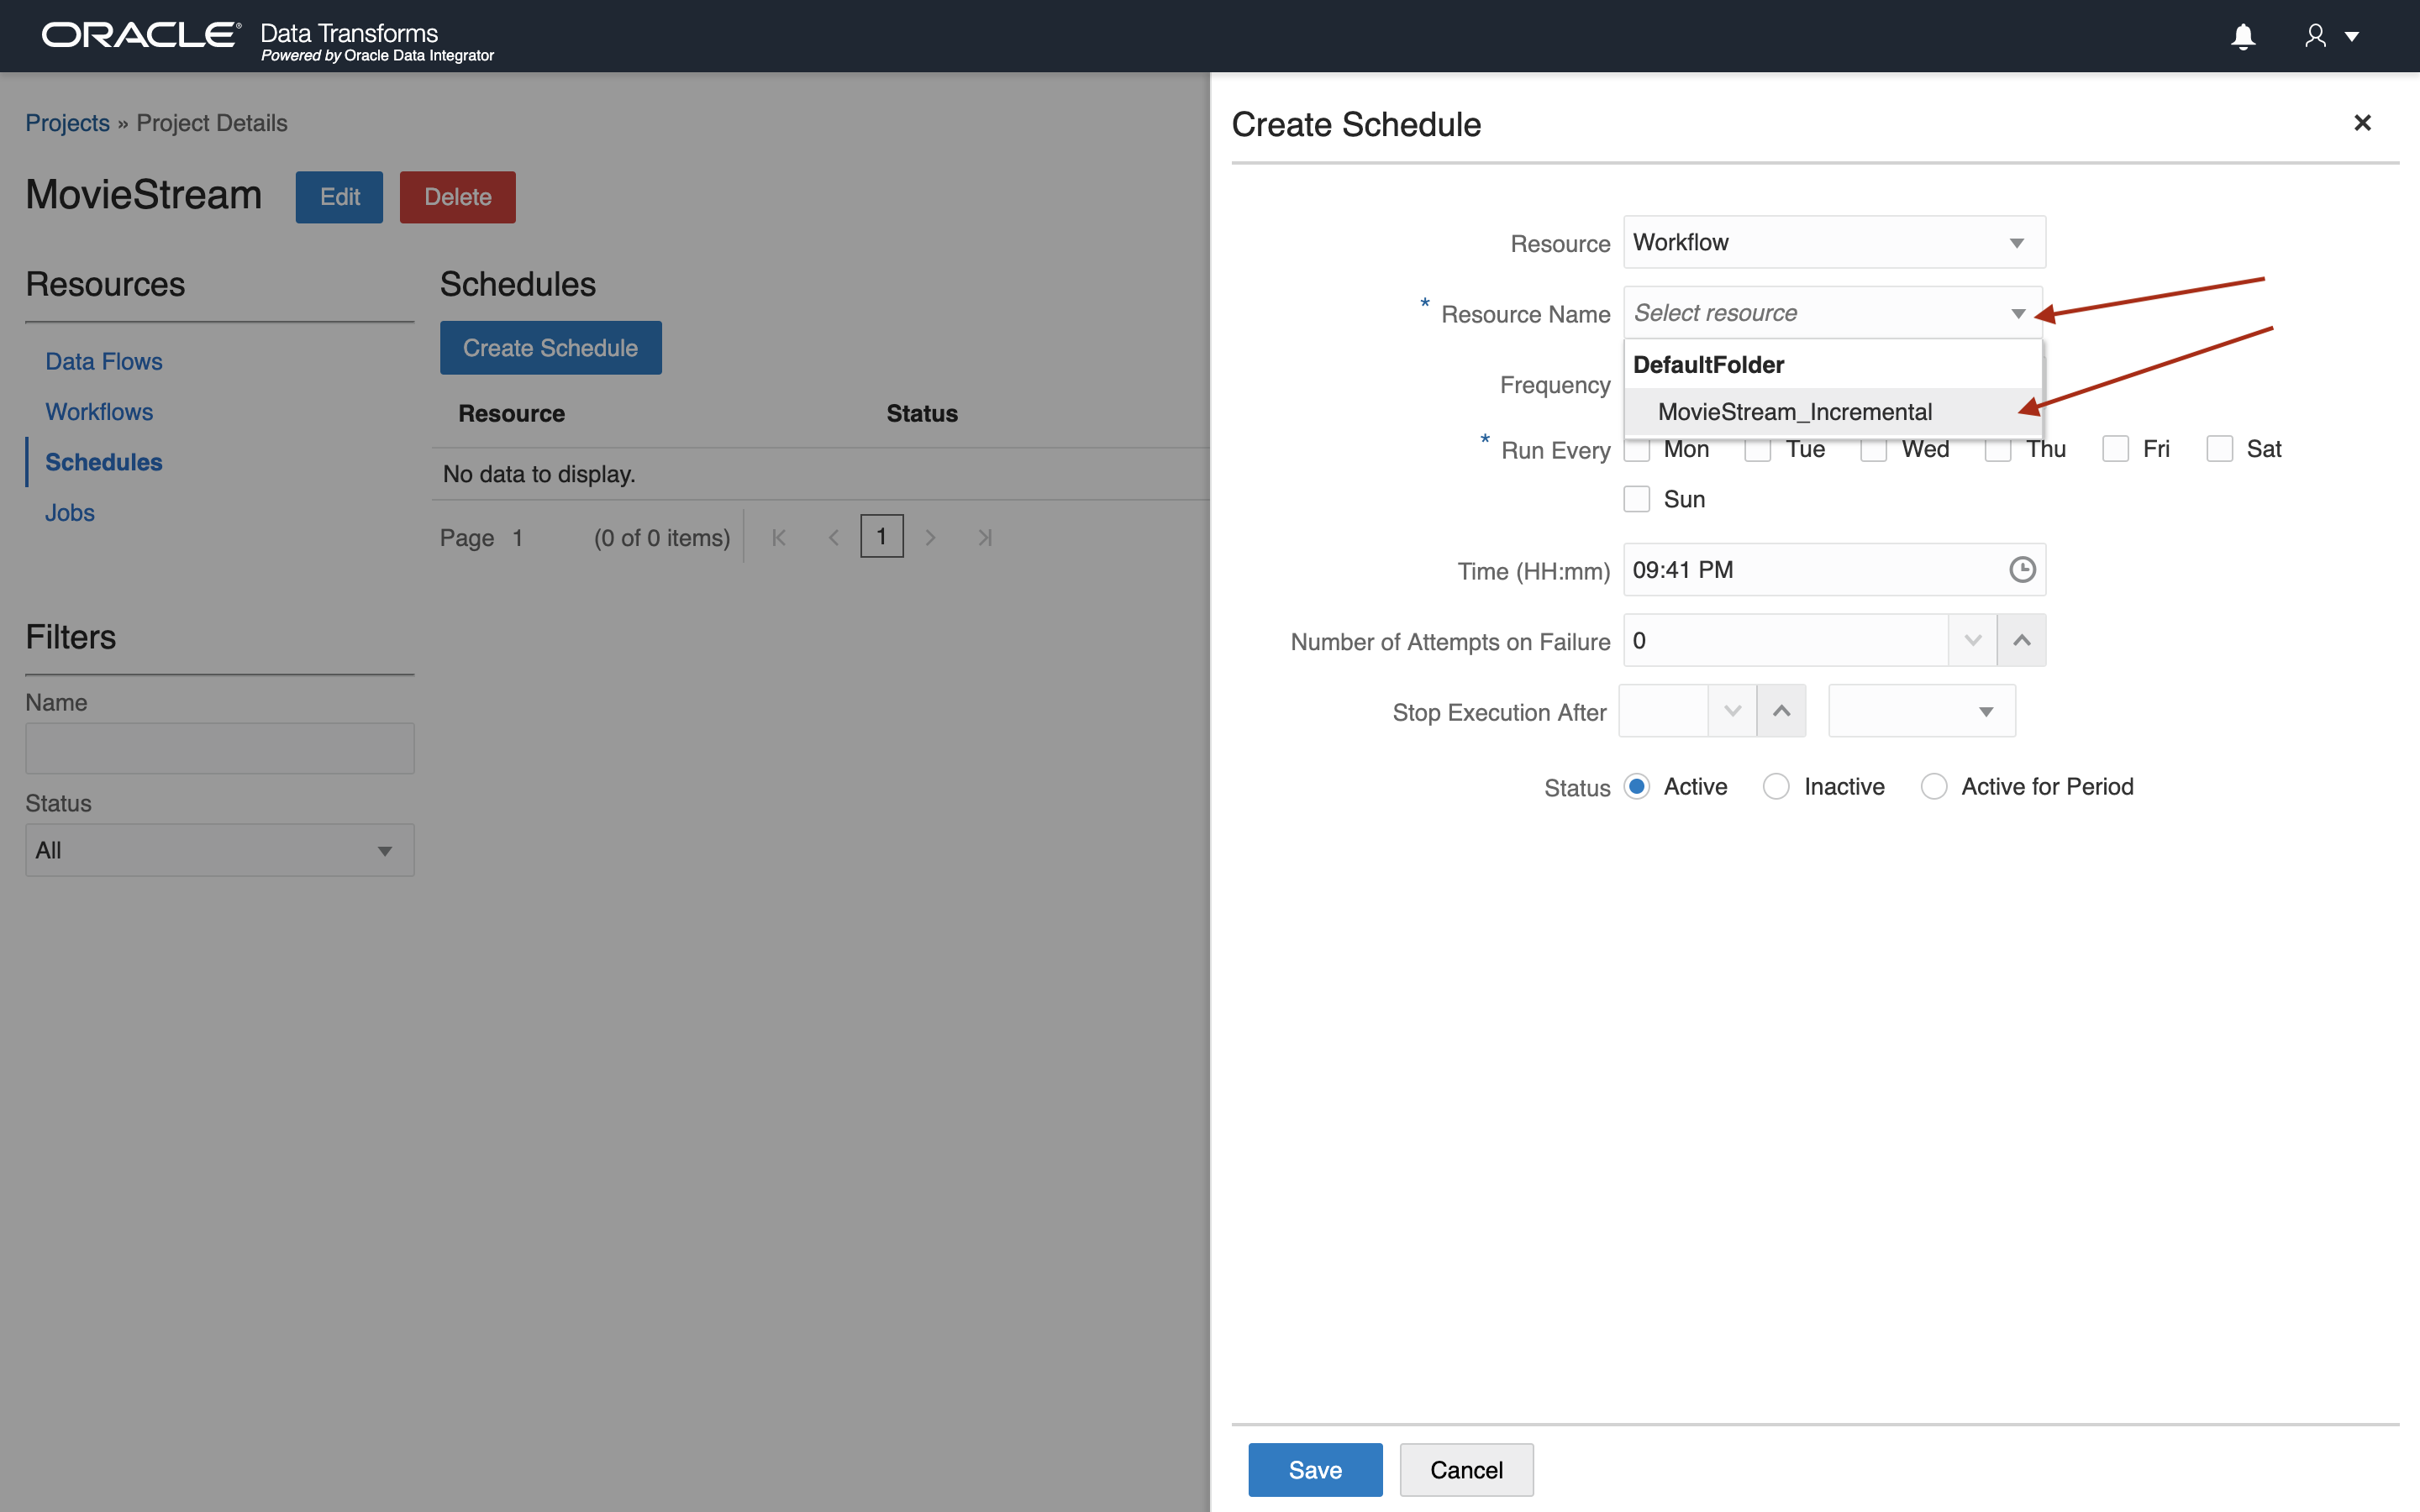 ORACLE® Data Transforms
Powered by Oracle Data Integrator
Projects » Project Details
MovieStream Edit Delete
Resources
Data Flows
Workflows
Schedules
Jobs
Filters
Name
Status
All
Schedules
Create Schedule
Resource Status
No data to display.
Page 1 (0 of 0 items) 1
Create Schedule
Resource Workflow
* Resource Name Select resource
DefaultFolder
MovieStream_Incremental
Frequency
* Run Every Mon Tue Wed Thu Fri Sat
Sun
Time (HH:mm) 09:41 PM
Number of Attempts on Failure 0
Stop Execution After
Status Active Inactive Active for Period
Save Cancel